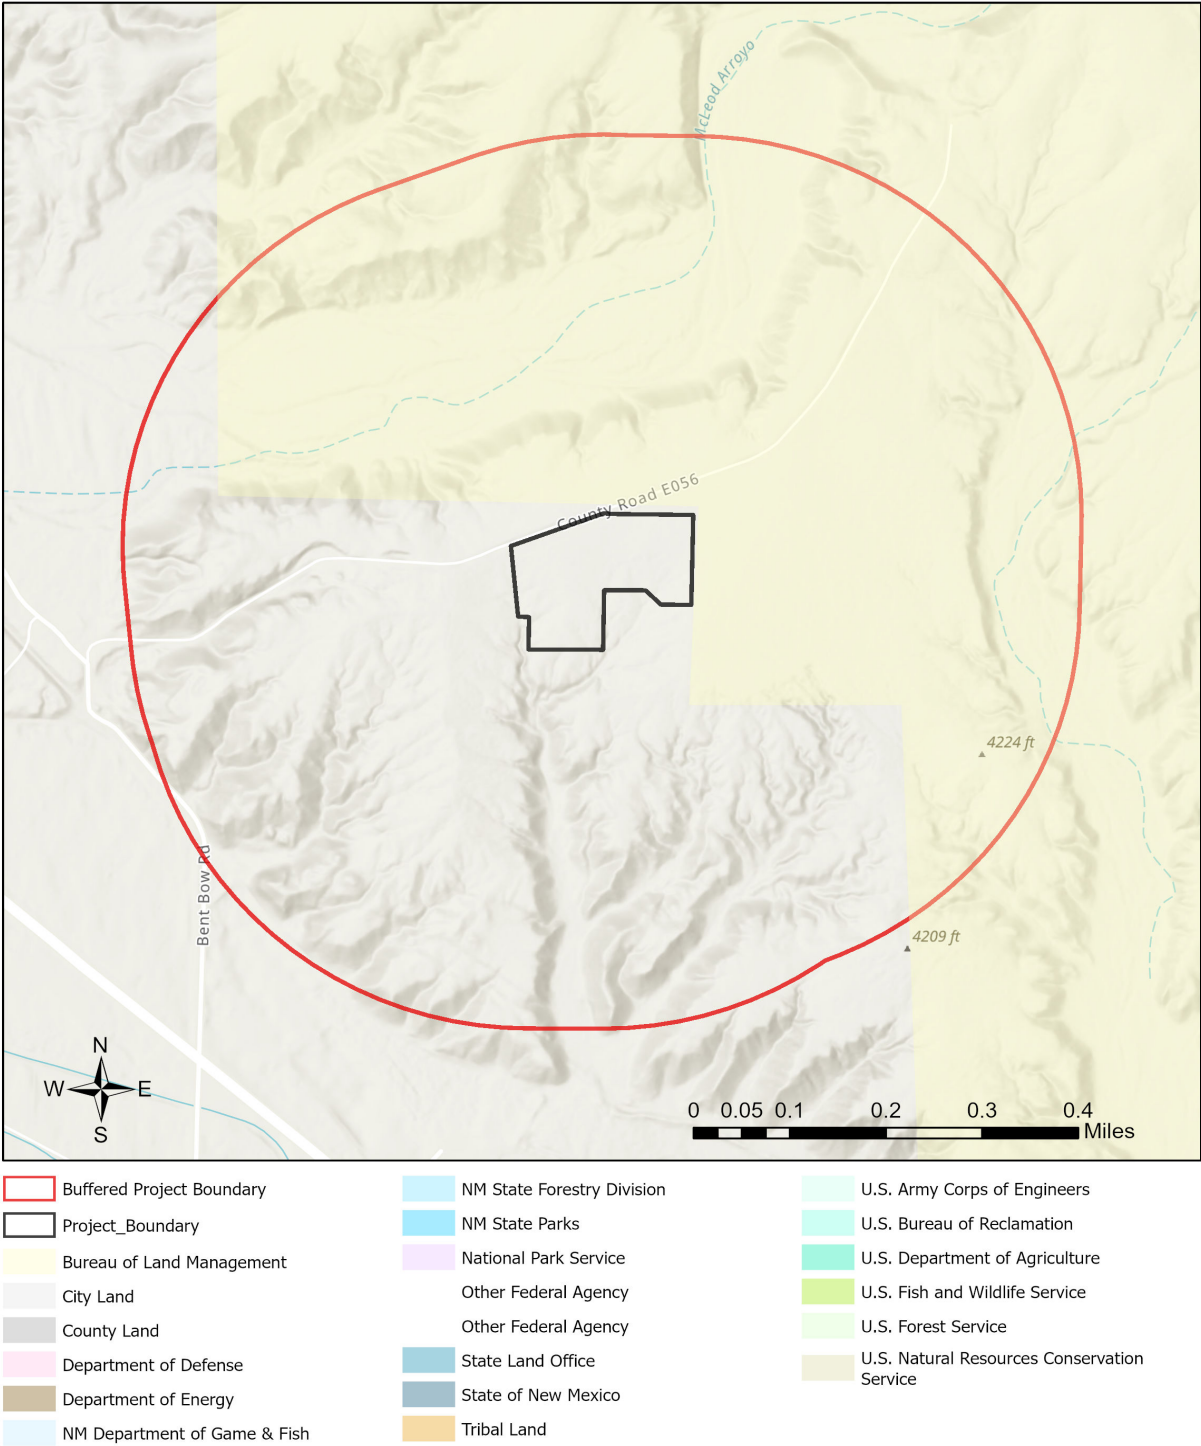 McLeod Arroyo
County Road E056
4224 ft
Bent Bow Rd
4209 ft
N
W E
S
0 0.05 0.1 0.2 0.3 0.4
Miles
Buffered Project Boundary
Project_Boundary
Bureau of Land Management
City Land
County Land
Department of Defense
Department of Energy
NM Department of Game & Fish
NM State Forestry Division
NM State Parks
National Park Service
Other Federal Agency
Other Federal Agency
State Land Office
State of New Mexico
Tribal Land
U.S. Army Corps of Engineers
U.S. Bureau of Reclamation
U.S. Department of Agriculture
U.S. Fish and Wildlife Service
U.S. Forest Service
U.S. Natural Resources Conservation
Service